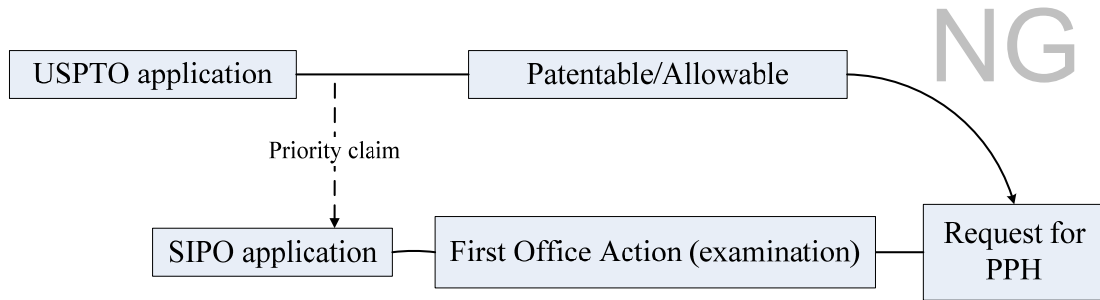 NG
USPTO application
Patentable/Allowable
Priority claim
SIPO application
First Office Action (examination)
Request for
PPH